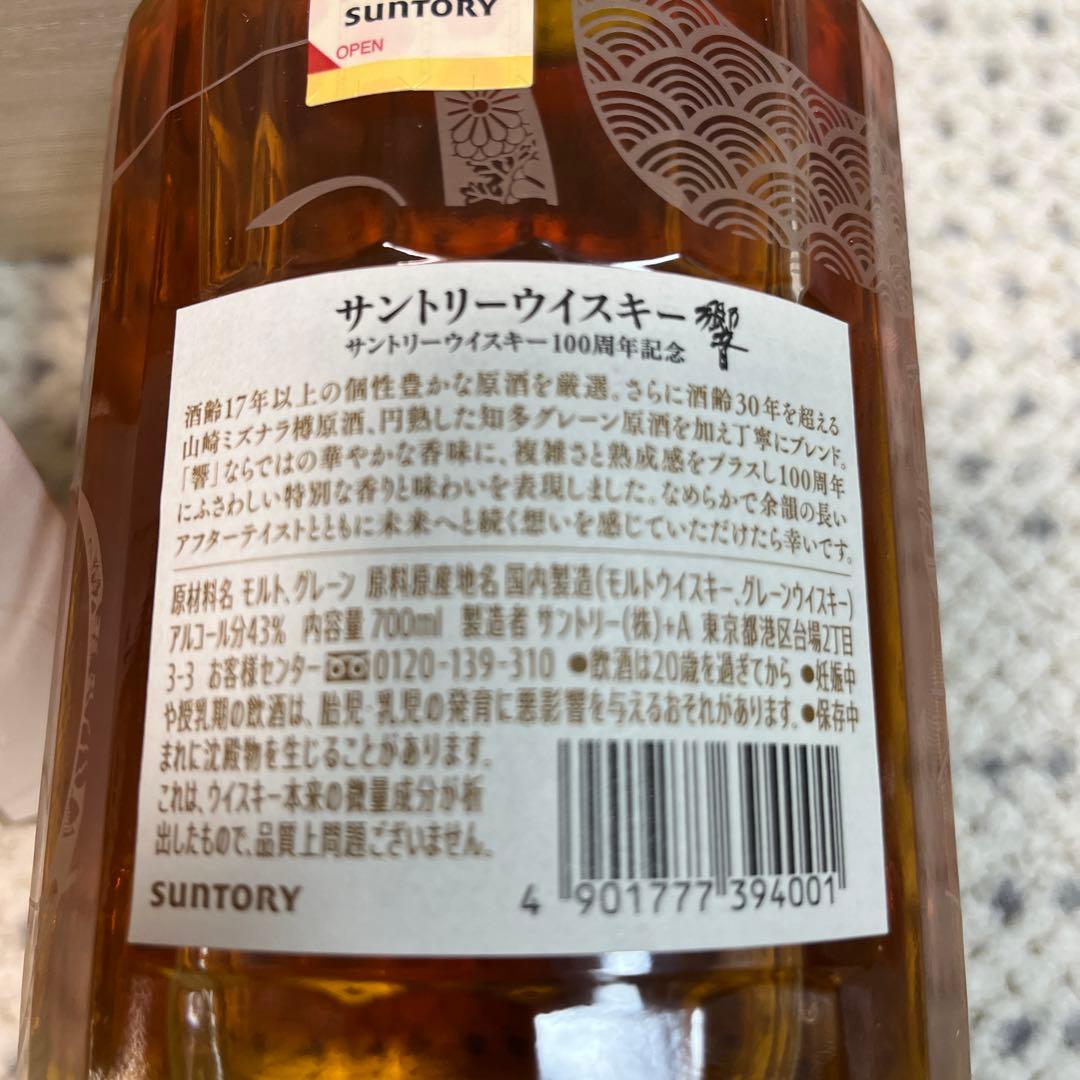 SUNTORY
OPEN
サントリーウイスキー 響
サントリーウイスキー100周年記念
酒齢17年以上の個性豊かな原酒を厳選。さらに酒齢30年を超える
山崎ミズナラ樽原酒、円熟した知多グレーン原酒を加え丁寧にブレンド。
「響」ならではの華やかな香味に、複雑さと熟成感をプラスし100周年
にふさわしい特別な香りと味わいを表現しました。なめらかで余韻の長い
アフターテイストとともに未来へと続く想いを感じていただけたら幸いです。
原材料名 モルト、グレーン 原料原産地名 国内製造(モルトウイスキー、グレーンウイスキー)
アルコール分43% 内容量 700ml 製造者 サントリー(株)+A 東京都港区台場2丁目
3-3 お客様センター 0120-139-310 ●飲酒は20歳を過ぎてから ●妊娠中
や授乳期の飲酒は、胎児・乳児の発育に悪影響を与えるおそれがあります。●保存中
まれに沈殿物を生じることがあります。
これは、ウイスキー本来の微量成分が析
出したもので、品質上問題ございません。
SUNTORY
4 901777 394001